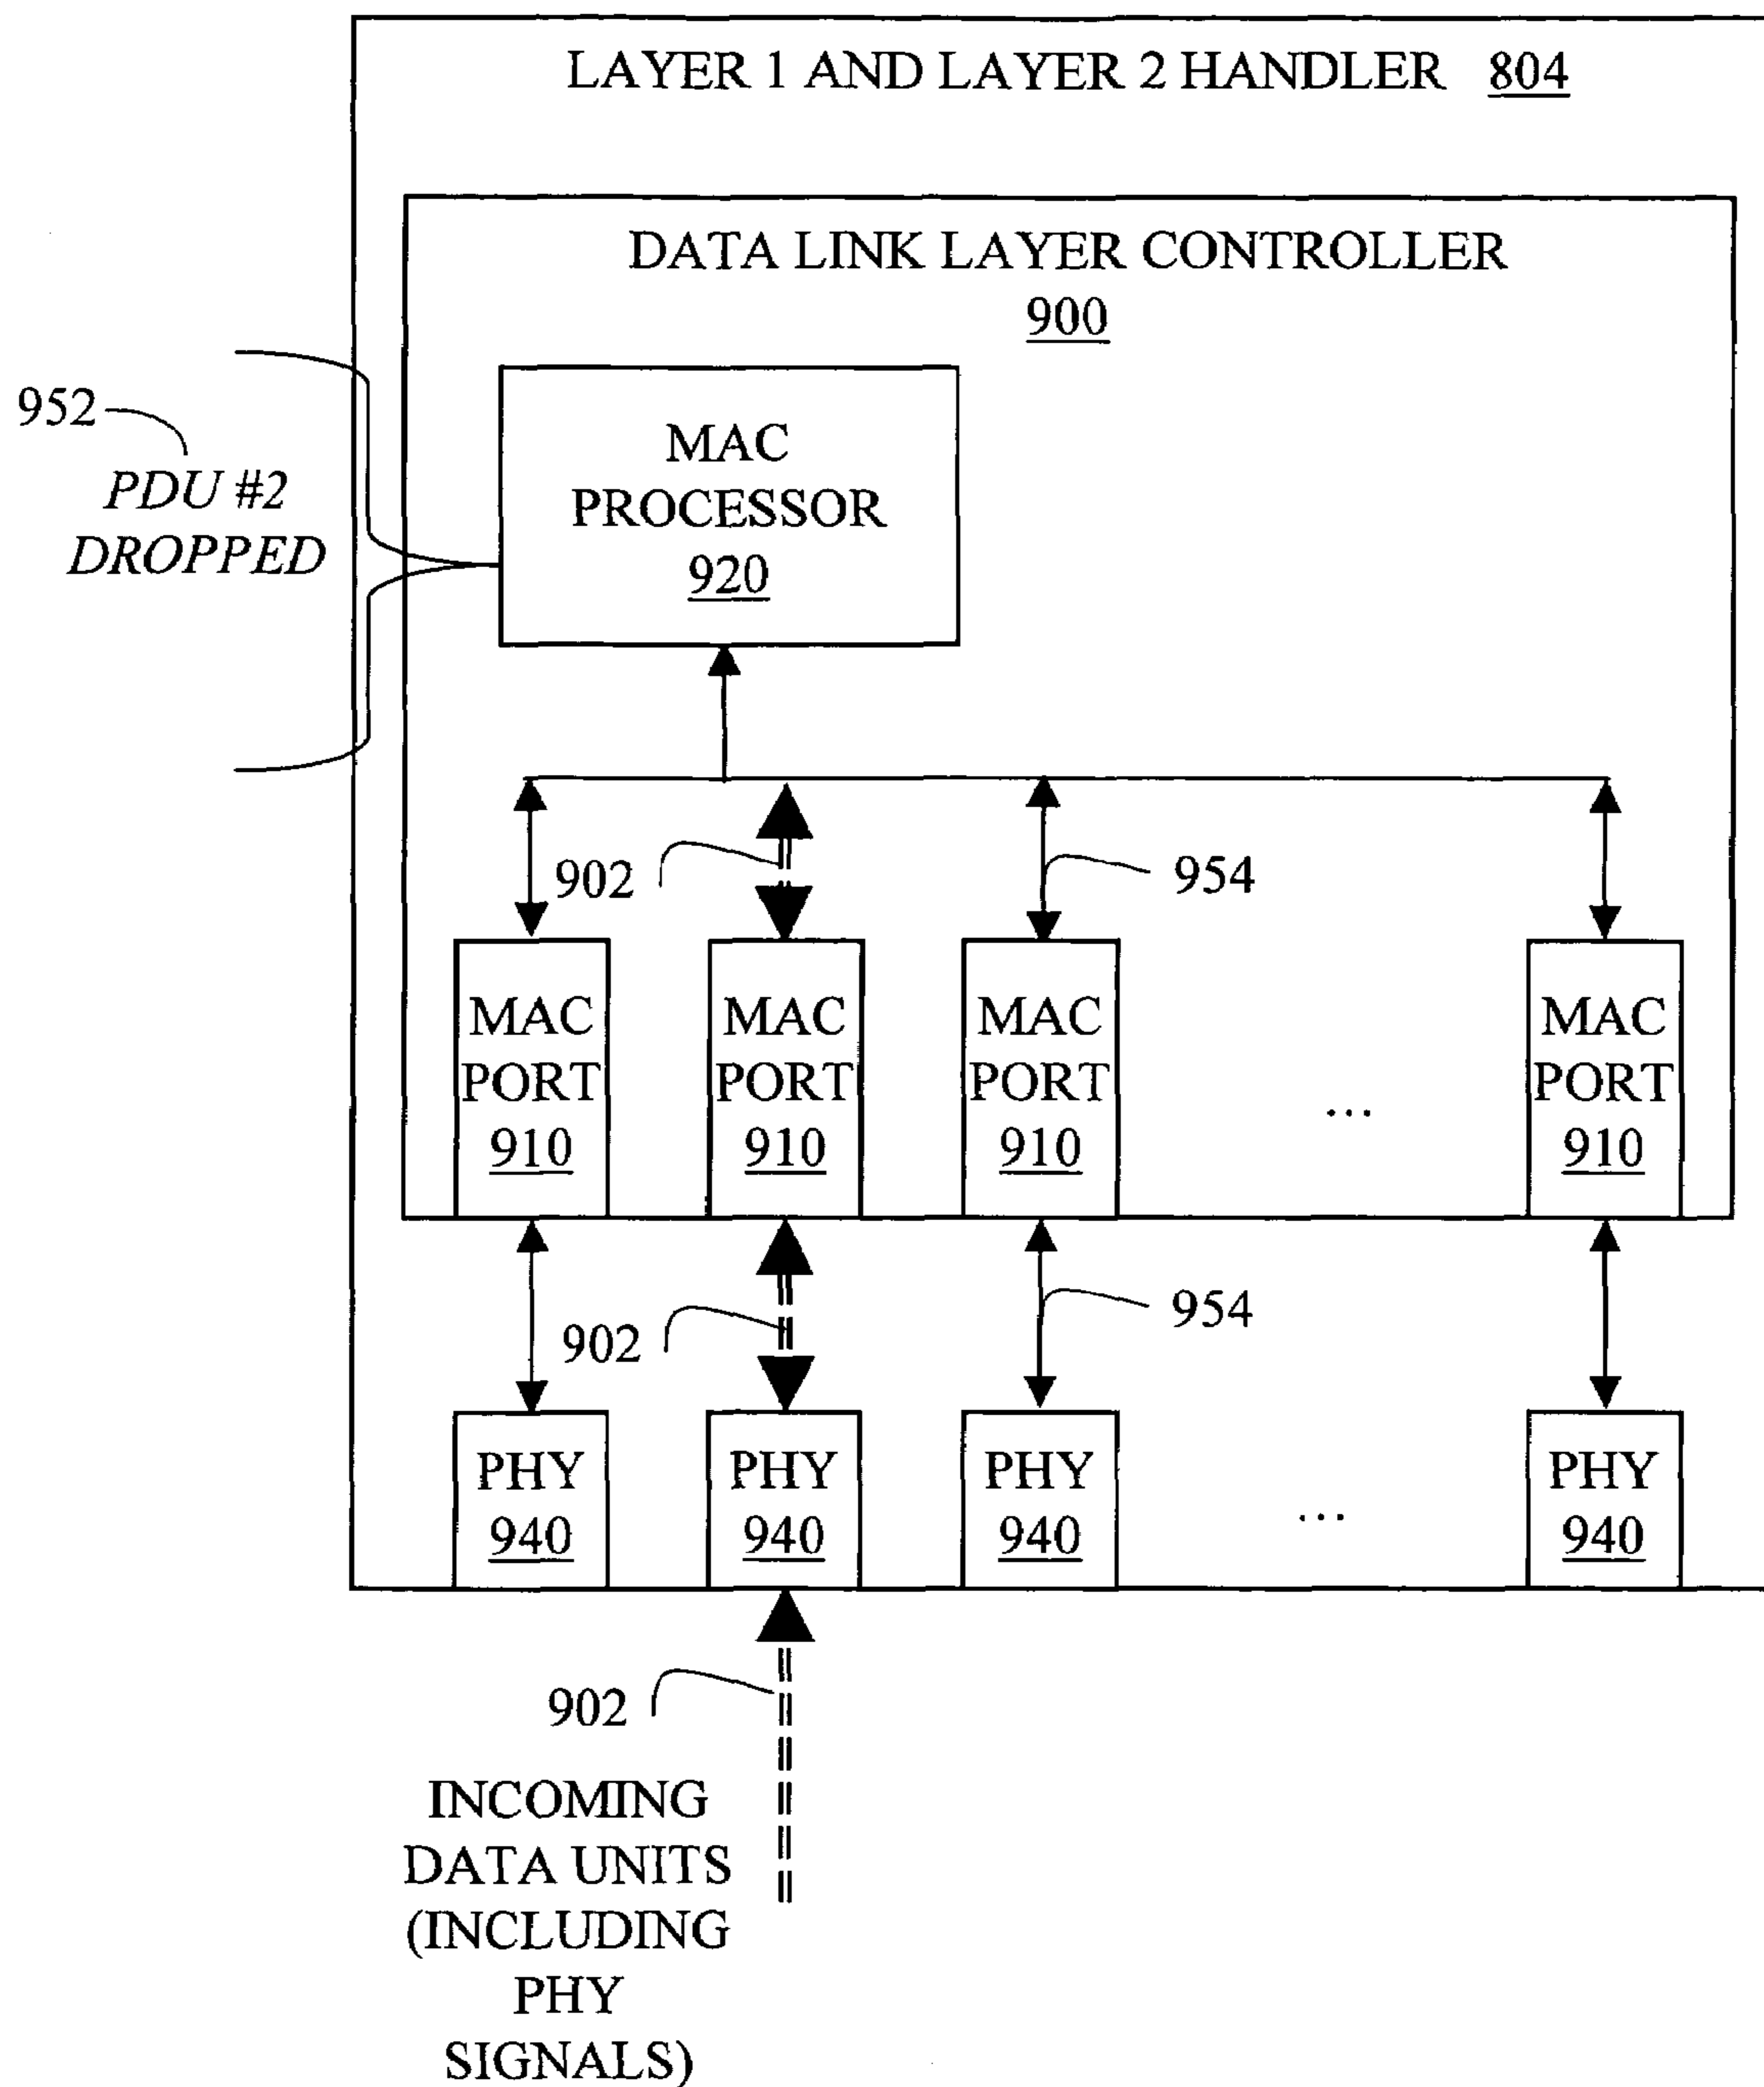 LAYER 1 AND LAYER 2 HANDLER 804
DATA LINK LAYER CONTROLLER
900
952
PDU #2
DROPPED
MAC
PROCESSOR
920
902
954
MAC
PORT
910
MAC
PORT
910
MAC
PORT
910
...
MAC
PORT
910
902
954
PHY
940
PHY
940
PHY
940
...
PHY
940
902
INCOMING
DATA UNITS
(INCLUDING
PHY
SIGNALS)